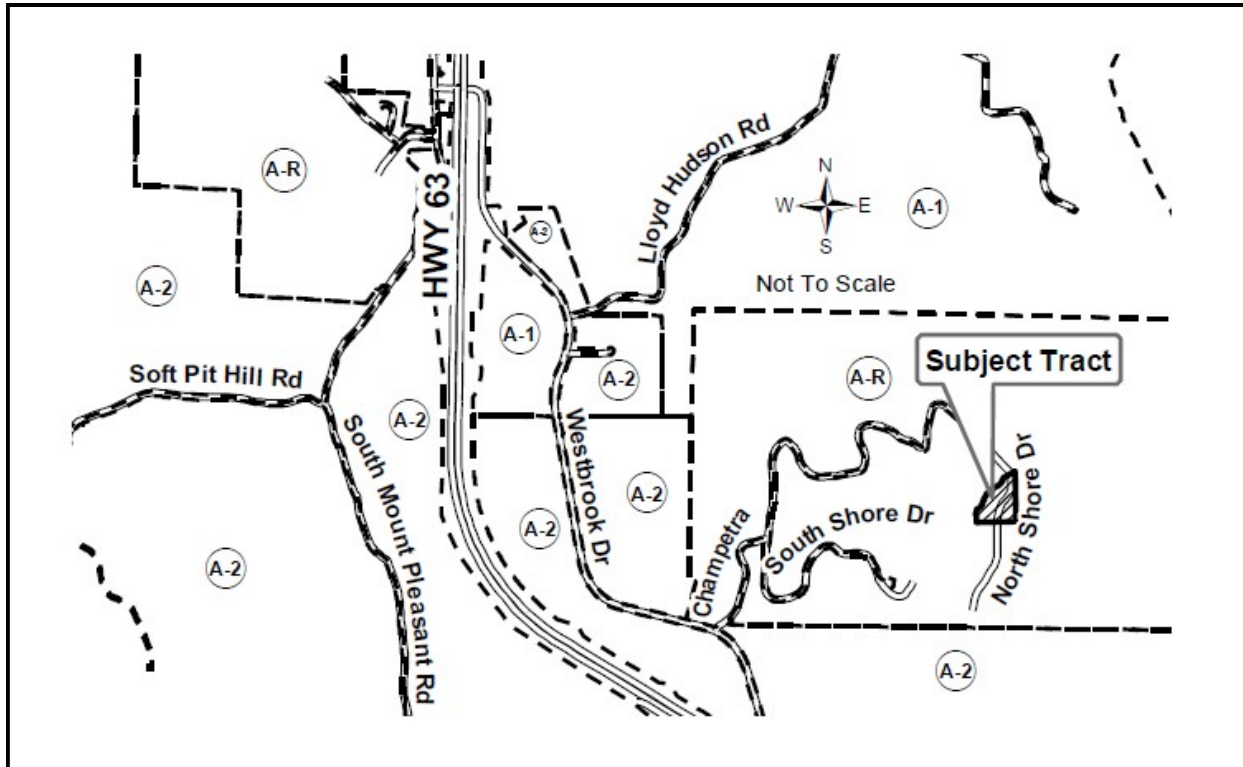 A-R
HWY 63
Lloyd Hudson Rd
N
W E
S
A-1
A-2
A-2
Not To Scale
A-1
Subject Tract
A-R
A-2
Soft Pit Hill Rd
A-2
South Mount Pleasant Rd
Westbrook Dr
A-2
A-2
A-2
Champetra
South Shore Dr
North Shore Dr
A-2
A-2